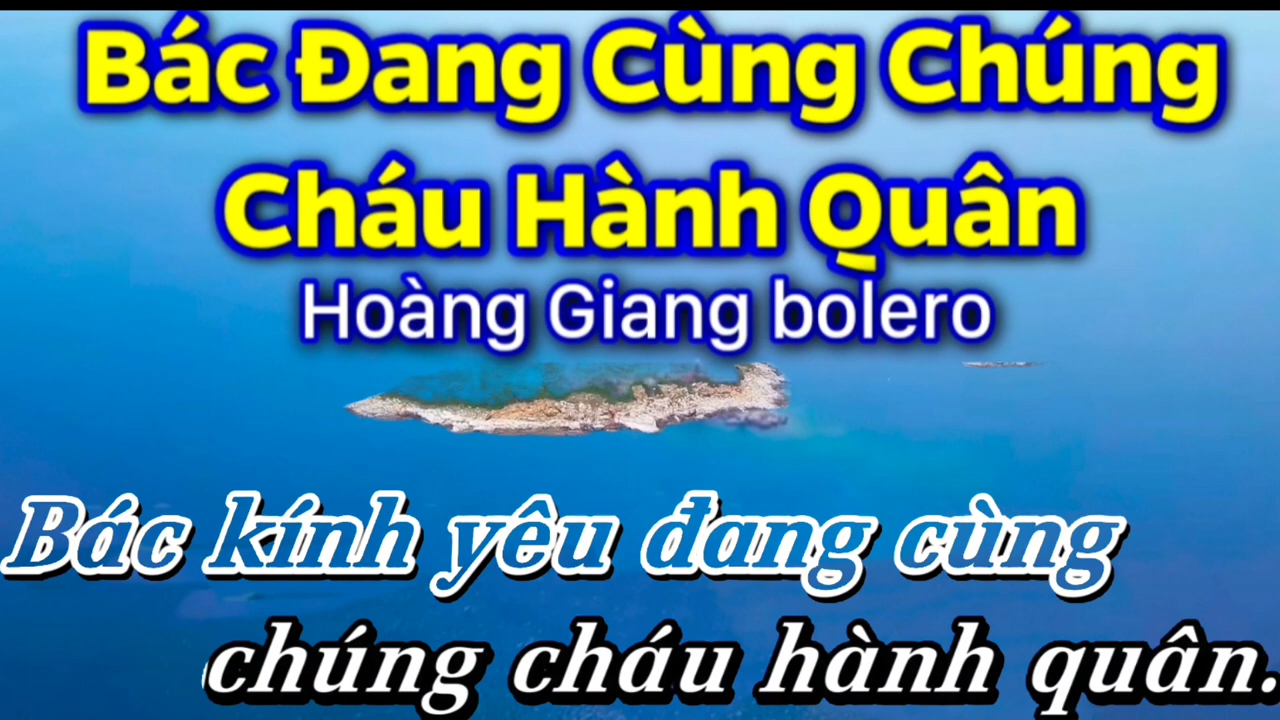 Bác Đang Cùng Chúng
Cháu Hành Quân
Hoàng Giang bolero
Bác kính yêu đang cùng
chúng cháu hành quân.